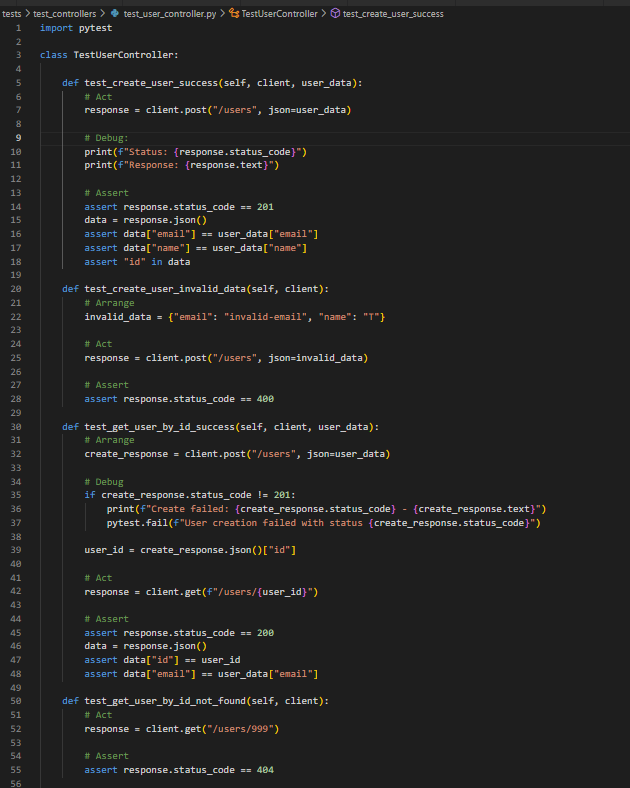 tests > test_controllers > test_user_controller.py > TestUserController > test_create_user_success
1 import pytest
2
3 class TestUserController:
4
5     def test_create_user_success(self, client, user_data):
6         # Act
7         response = client.post("/users", json=user_data)
8
9         # Debug:
10         print(f"Status: {response.status_code}")
11         print(f"Response: {response.text}")
12
13         # Assert
14         assert response.status_code == 201
15         data = response.json()
16         assert data["email"] == user_data["email"]
17         assert data["name"] == user_data["name"]
18         assert "id" in data
19
20     def test_create_user_invalid_data(self, client):
21         # Arrange
22         invalid_data = {"email": "invalid-email", "name": "T"}
23
24         # Act
25         response = client.post("/users", json=invalid_data)
26
27         # Assert
28         assert response.status_code == 400
29
30     def test_get_user_by_id_success(self, client, user_data):
31         # Arrange
32         create_response = client.post("/users", json=user_data)
33
34         # Debug
35         if create_response.status_code != 201:
36             print(f"Create failed: {create_response.status_code} - {create_response.text}")
37             pytest.fail(f"User creation failed with status {create_response.status_code}")
38
39         user_id = create_response.json()["id"]
40
41         # Act
42         response = client.get(f"/users/{user_id}")
43
44         # Assert
45         assert response.status_code == 200
46         data = response.json()
47         assert data["id"] == user_id
48         assert data["email"] == user_data["email"]
49
50     def test_get_user_by_id_not_found(self, client):
51         # Act
52         response = client.get("/users/999")
53
54         # Assert
55         assert response.status_code == 404
56